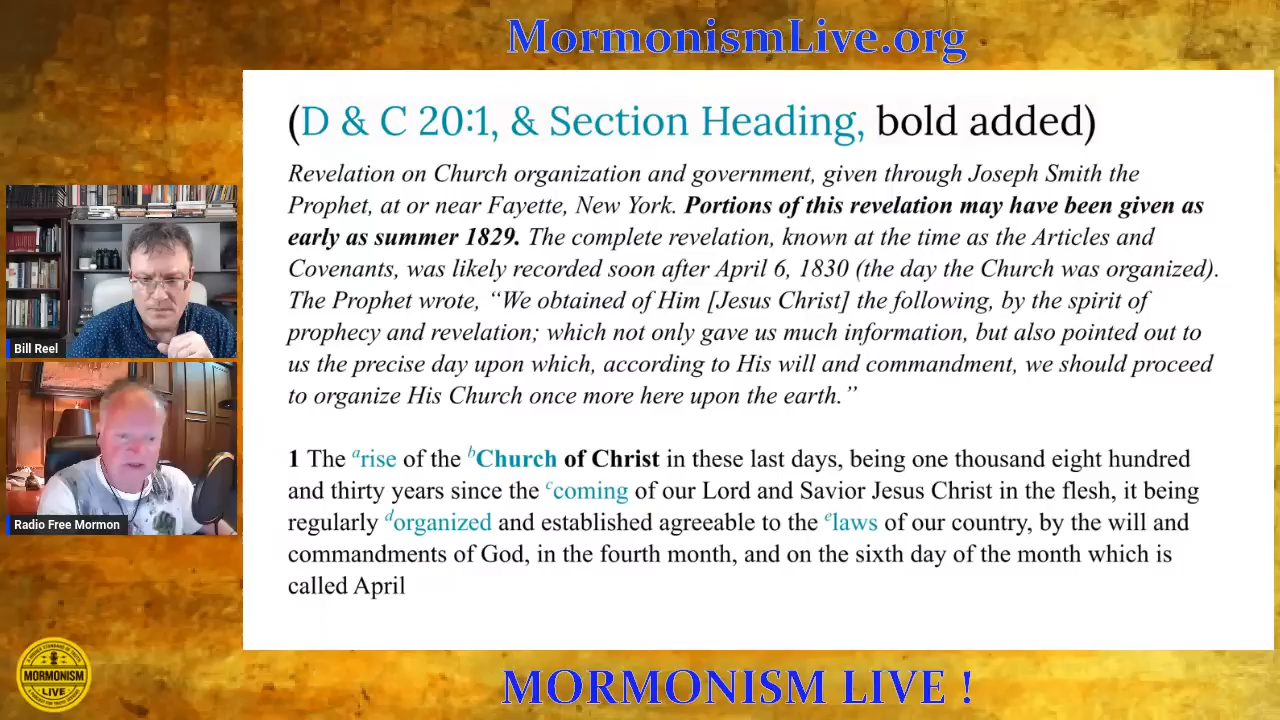 MormonismLive.org
(D & C 20:1, & Section Heading, bold added)
Revelation on Church organization and government, given through Joseph Smith the
Prophet, at or near Fayette, New York. Portions of this revelation may have been given as
early as summer 1829. The complete revelation, known at the time as the Articles and
Covenants, was likely recorded soon after April 6, 1830 (the day the Church was organized).
The Prophet wrote, “We obtained of Him [Jesus Christ] the following, by the spirit of
prophecy and revelation; which not only gave us much information, but also pointed out to
us the precise day upon which, according to His will and commandment, we should proceed
to organize His Church once more here upon the earth.”
1 The arise of the bChurch of Christ in these last days, being one thousand eight hundred
and thirty years since the ccoming of our Lord and Savior Jesus Christ in the flesh, it being
regularly dorganized and established agreeable to the elaws of our country, by the will and
commandments of God, in the fourth month, and on the sixth day of the month which is
called April
Bill Reel
Radio Free Mormon
MORMONISM
LIVE
MORMONISM LIVE !